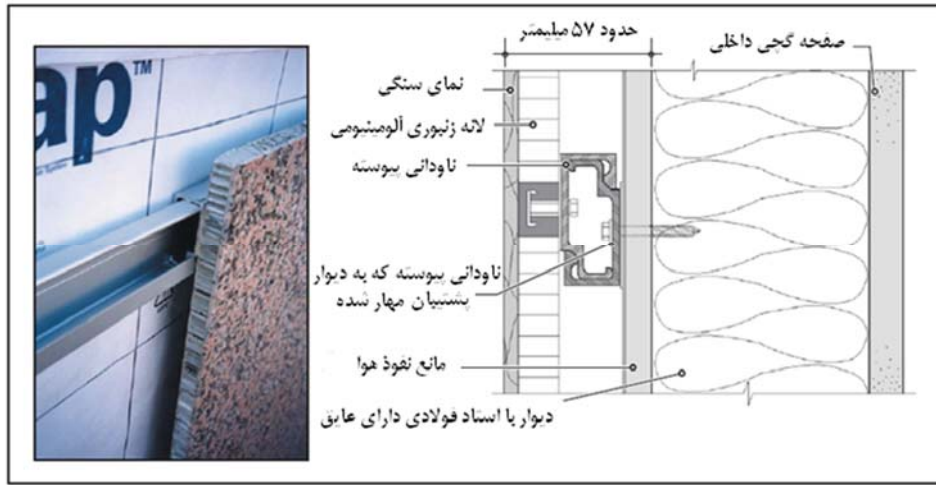 ap™
حدود ۵۷ میلیمتر
صفحه گچی داخلی
نمای سنگی
لانه زنبوری آلومینیومی
ناودانی پیوسته
ناودانی پیوسته که به دیوار
پشتیبان مهار شده
مانع نفوذ هوا
دیوار با استاد فولادی دارای عایق